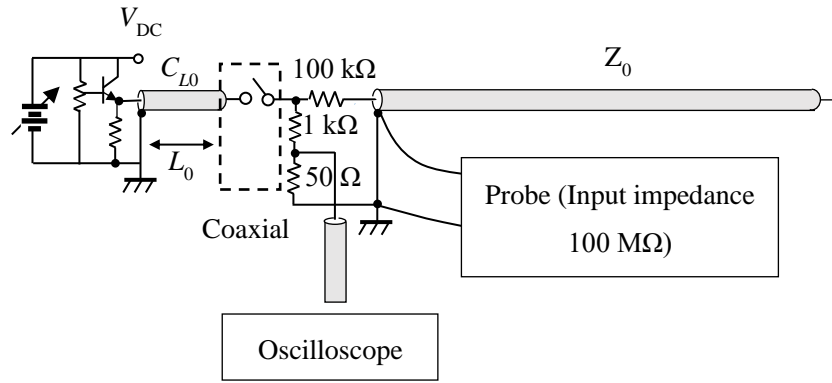 V_DC
C_L0
100 kΩ
Z_0
1 kΩ
L_0
50 Ω
Probe (Input impedance
100 MΩ)
Coaxial
Oscilloscope